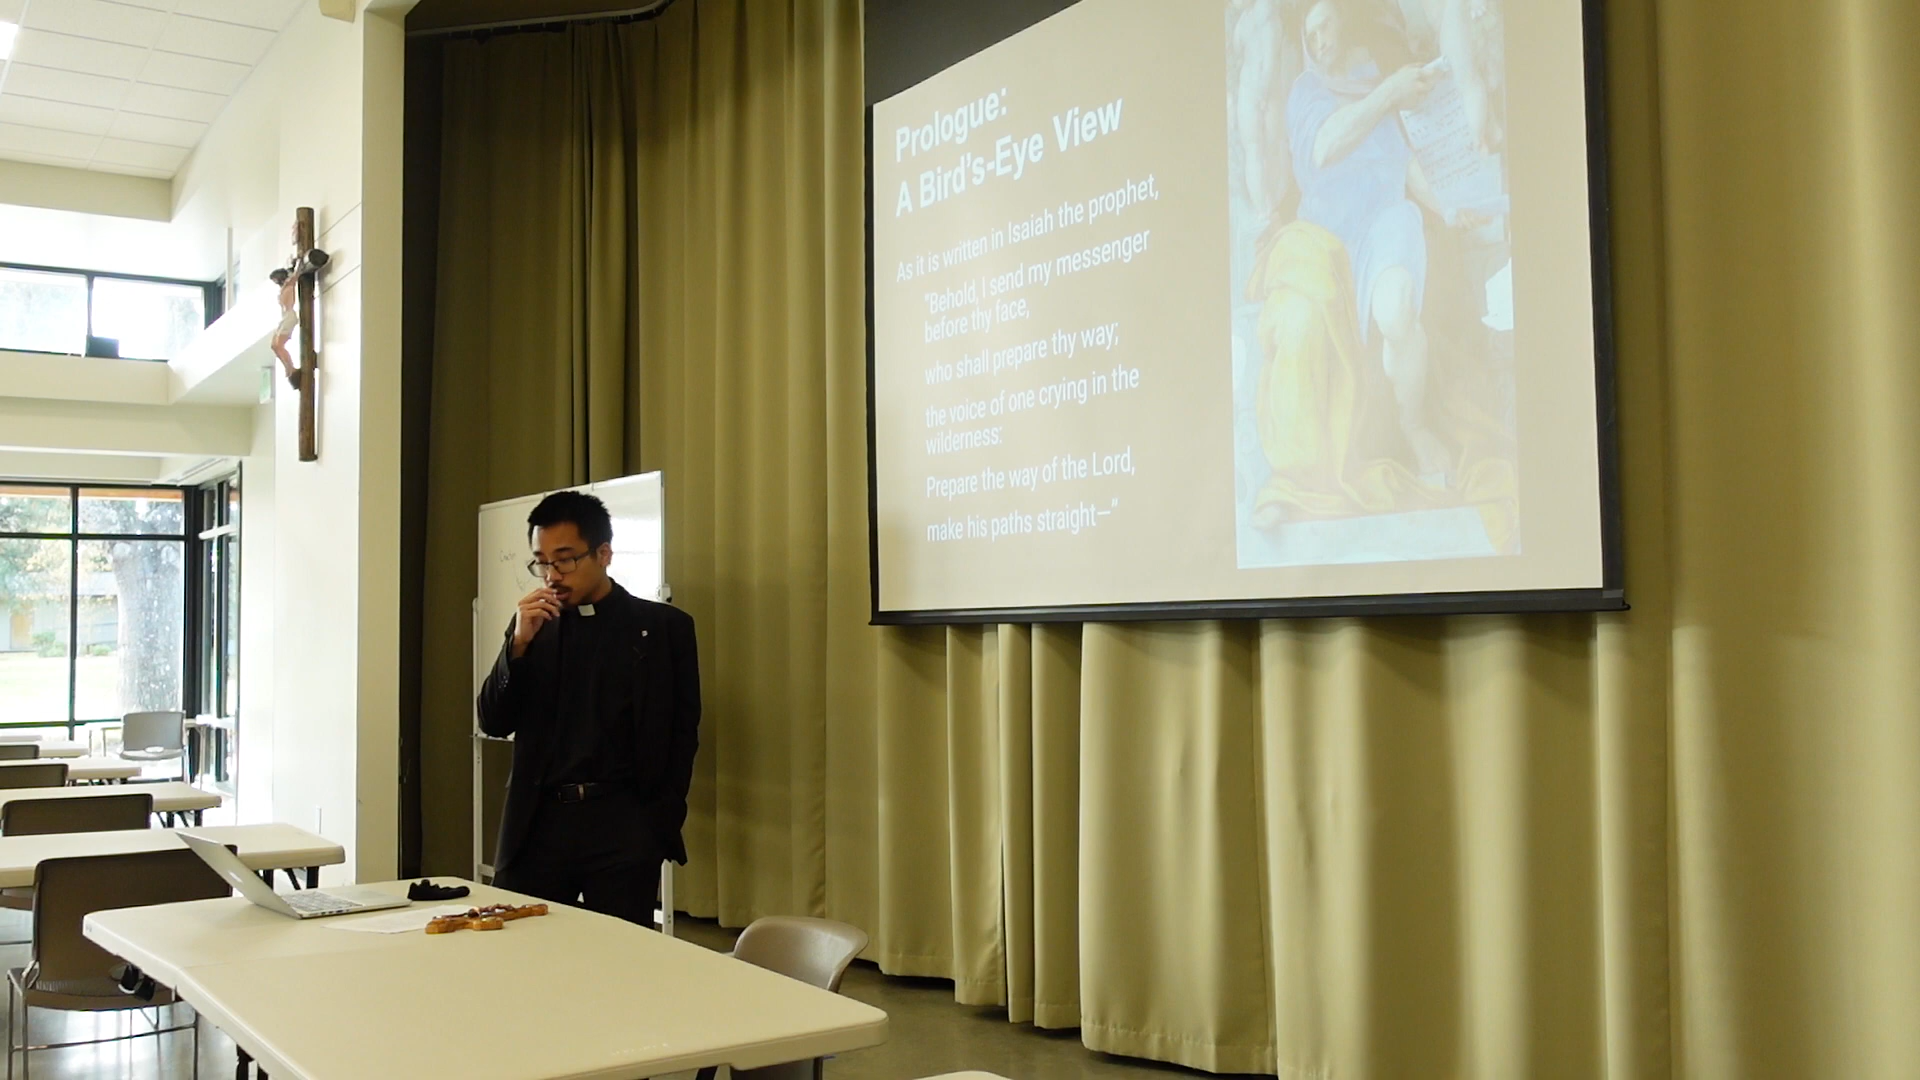 Prologue:
A Bird's-Eye View
As it is written in Isaiah the prophet,
"Behold, I send my messenger
before thy face,
who shall prepare thy way;
the voice of one crying in the
wilderness:
Prepare the way of the Lord,
make his paths straight—"